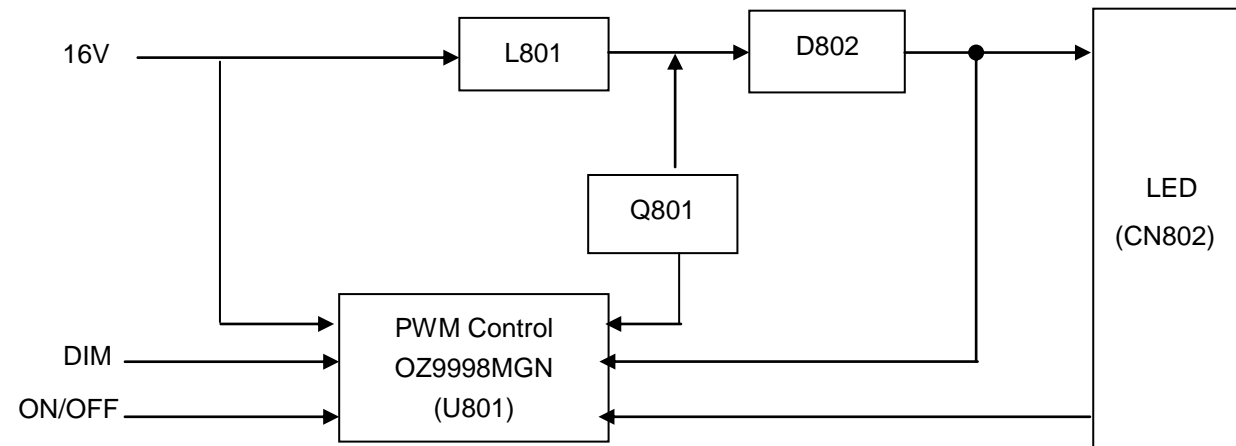 16V
L801
D802
Q801
LED
(CN802)
PWM Control
OZ9998MGN
(U801)
DIM
ON/OFF